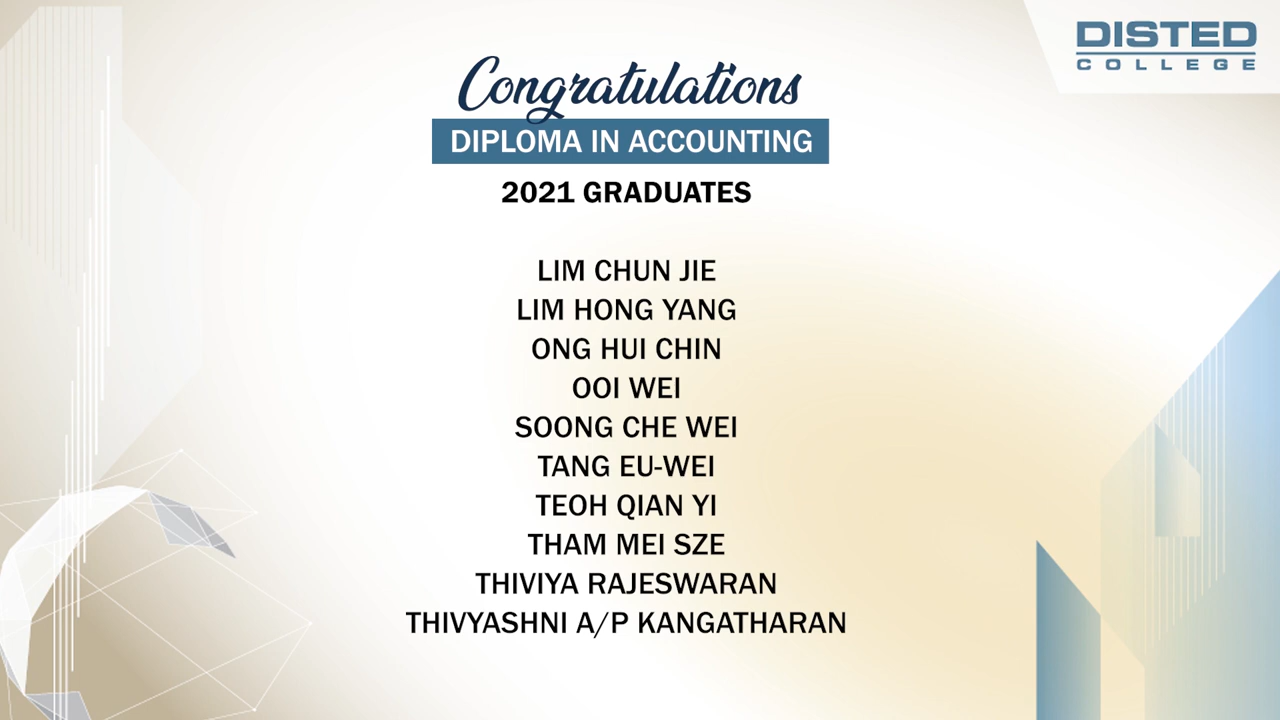 DISTED
COLLEGE
Congratulations
DIPLOMA IN ACCOUNTING
2021 GRADUATES
LIM CHUN JIE
LIM HONG YANG
ONG HUI CHIN
OOI WEI
SOONG CHE WEI
TANG EU-WEI
TEOH QIAN YI
THAM MEI SZE
THIVIYA RAJESWARAN
THIVYASHNI A/P KANGATHARAN